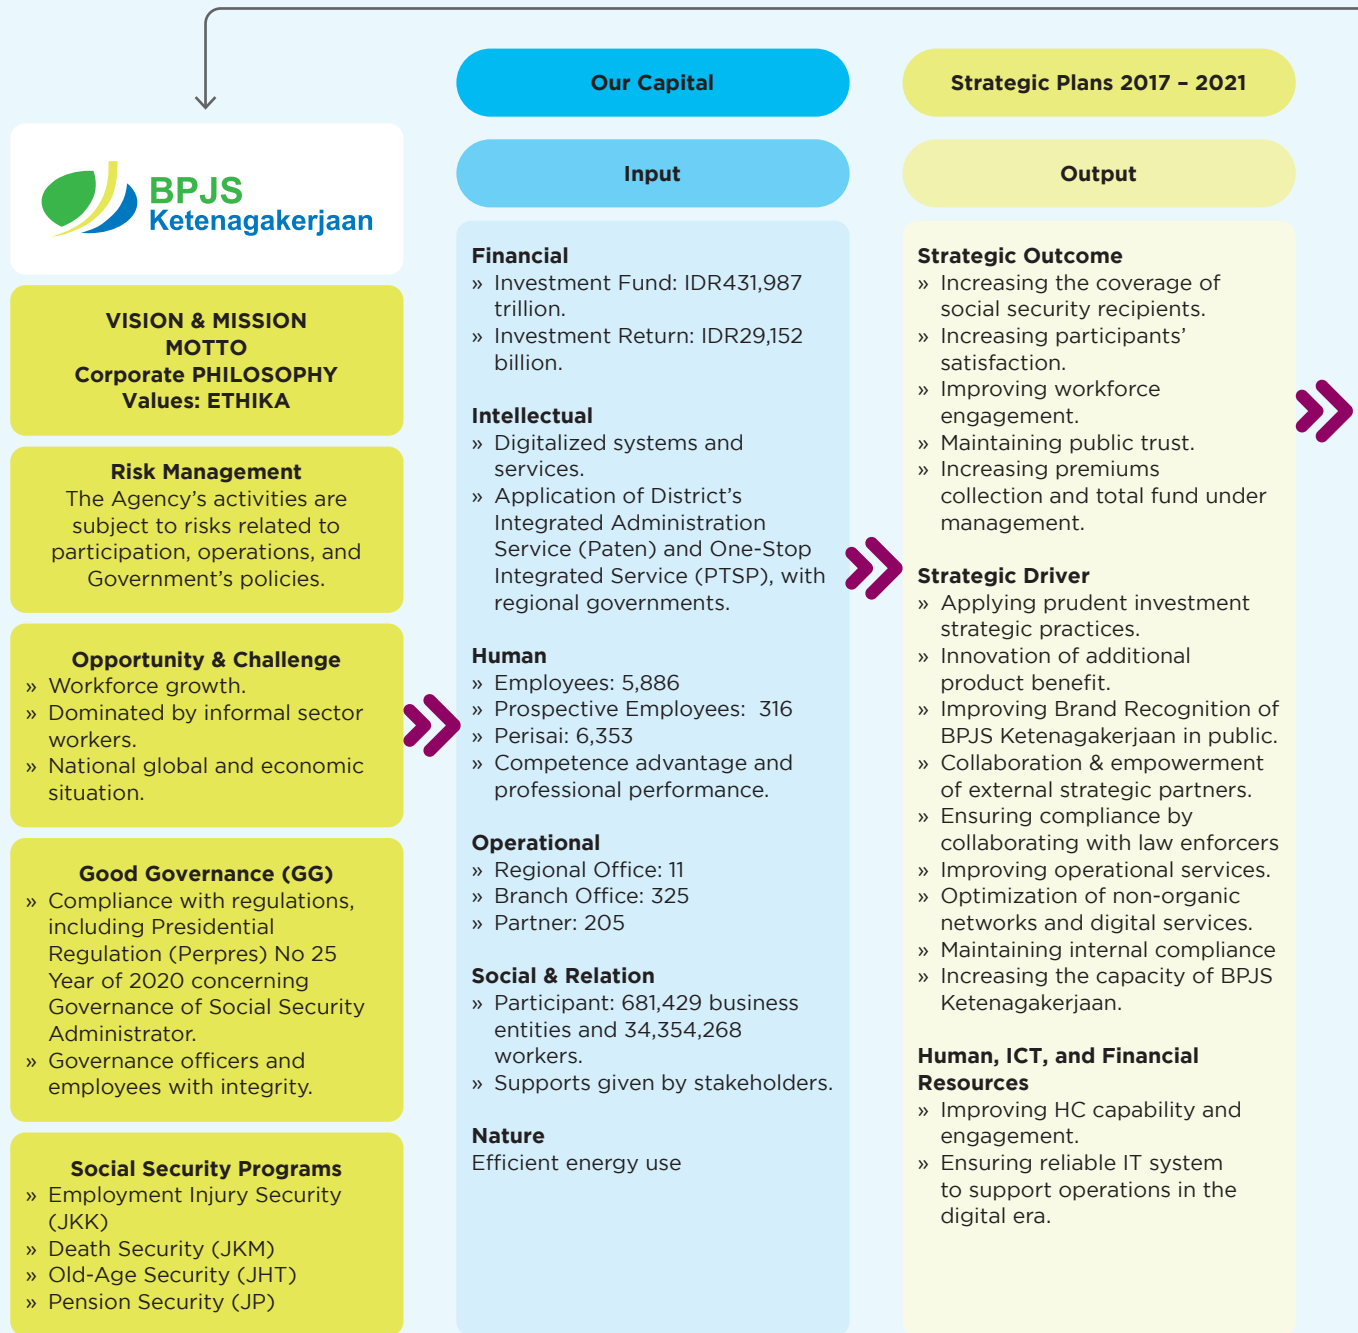 BPJS
Ketenagakerjaan
VISION & MISSION
MOTTO
Corporate PHILOSOPHY
Values: ETHIKA
Risk Management
The Agency's activities are
subject to risks related to
participation, operations, and
Government's policies.
Opportunity & Challenge
» Workforce growth.
» Dominated by informal sector
workers.
» National global and economic
situation.
Good Governance (GG)
» Compliance with regulations,
including Presidential
Regulation (Perpres) No 25
Year of 2020 concerning
Governance of Social Security
Administrator.
» Governance officers and
employees with integrity.
Social Security Programs
» Employment Injury Security
(JKK)
» Death Security (JKM)
» Old-Age Security (JHT)
» Pension Security (JP)
Our Capital
Input
Financial
» Investment Fund: IDR431,987
trillion.
» Investment Return: IDR29,152
billion.
Intellectual
» Digitalized systems and
services.
» Application of District's
Integrated Administration
Service (Paten) and One-Stop
Integrated Service (PTSP), with
regional governments.
Human
» Employees: 5,886
» Prospective Employees: 316
» Perisai: 6,353
» Competence advantage and
professional performance.
Operational
» Regional Office: 11
» Branch Office: 325
» Partner: 205
Social & Relation
» Participant: 681,429 business
entities and 34,354,268
workers.
» Supports given by stakeholders.
Nature
Efficient energy use
Strategic Plans 2017 – 2021
Output
Strategic Outcome
» Increasing the coverage of
social security recipients.
» Increasing participants'
satisfaction.
» Improving workforce
engagement.
» Maintaining public trust.
» Increasing premiums
collection and total fund under
management.
Strategic Driver
» Applying prudent investment
strategic practices.
» Innovation of additional
product benefit.
» Improving Brand Recognition of
BPJS Ketenagakerjaan in public.
» Collaboration & empowerment
of external strategic partners.
» Ensuring compliance by
collaborating with law enforcers
» Improving operational services.
» Optimization of non-organic
networks and digital services.
» Maintaining internal compliance
» Increasing the capacity of BPJS
Ketenagakerjaan.
Human, ICT, and Financial
Resources
» Improving HC capability and
engagement.
» Ensuring reliable IT system
to support operations in the
digital era.